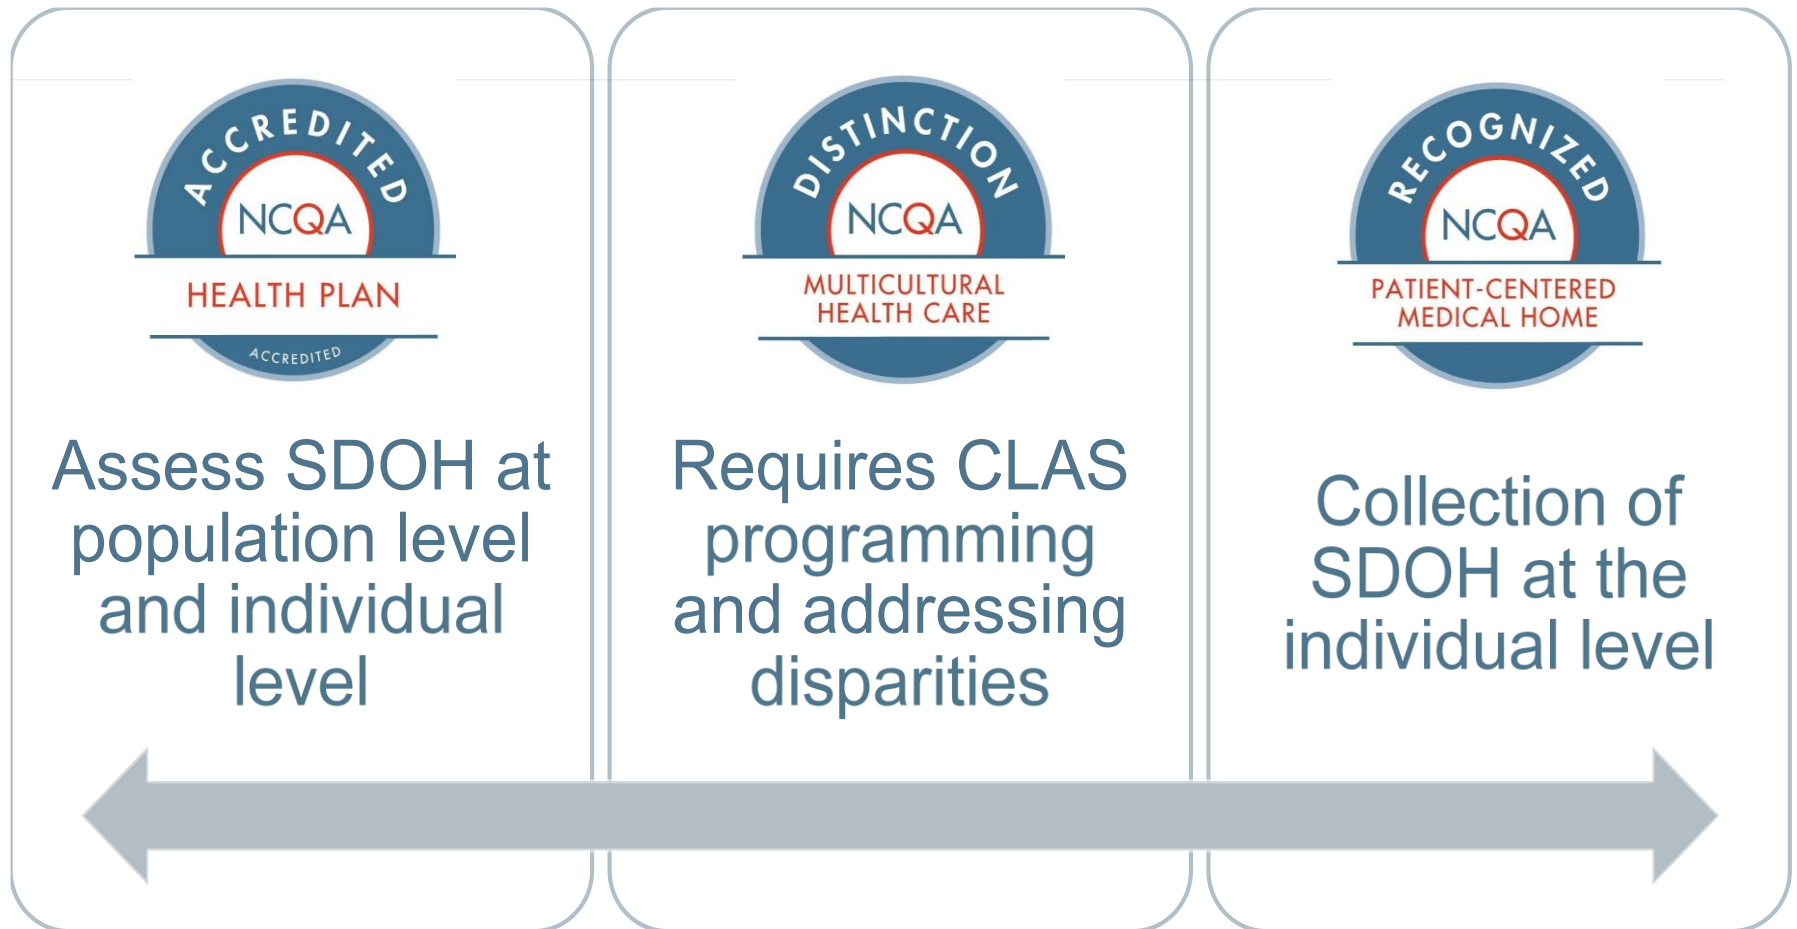 ACCREDITED
NCQA
HEALTH PLAN
ACCREDITED
Assess SDOH at
population level
and individual
level
DISTINCTION
NCQA
MULTICULTURAL
HEALTH CARE
Requires CLAS
programming
and addressing
disparities
RECOGNIZED
NCQA
PATIENT-CENTERED
MEDICAL HOME
Collection of
SDOH at the
individual level